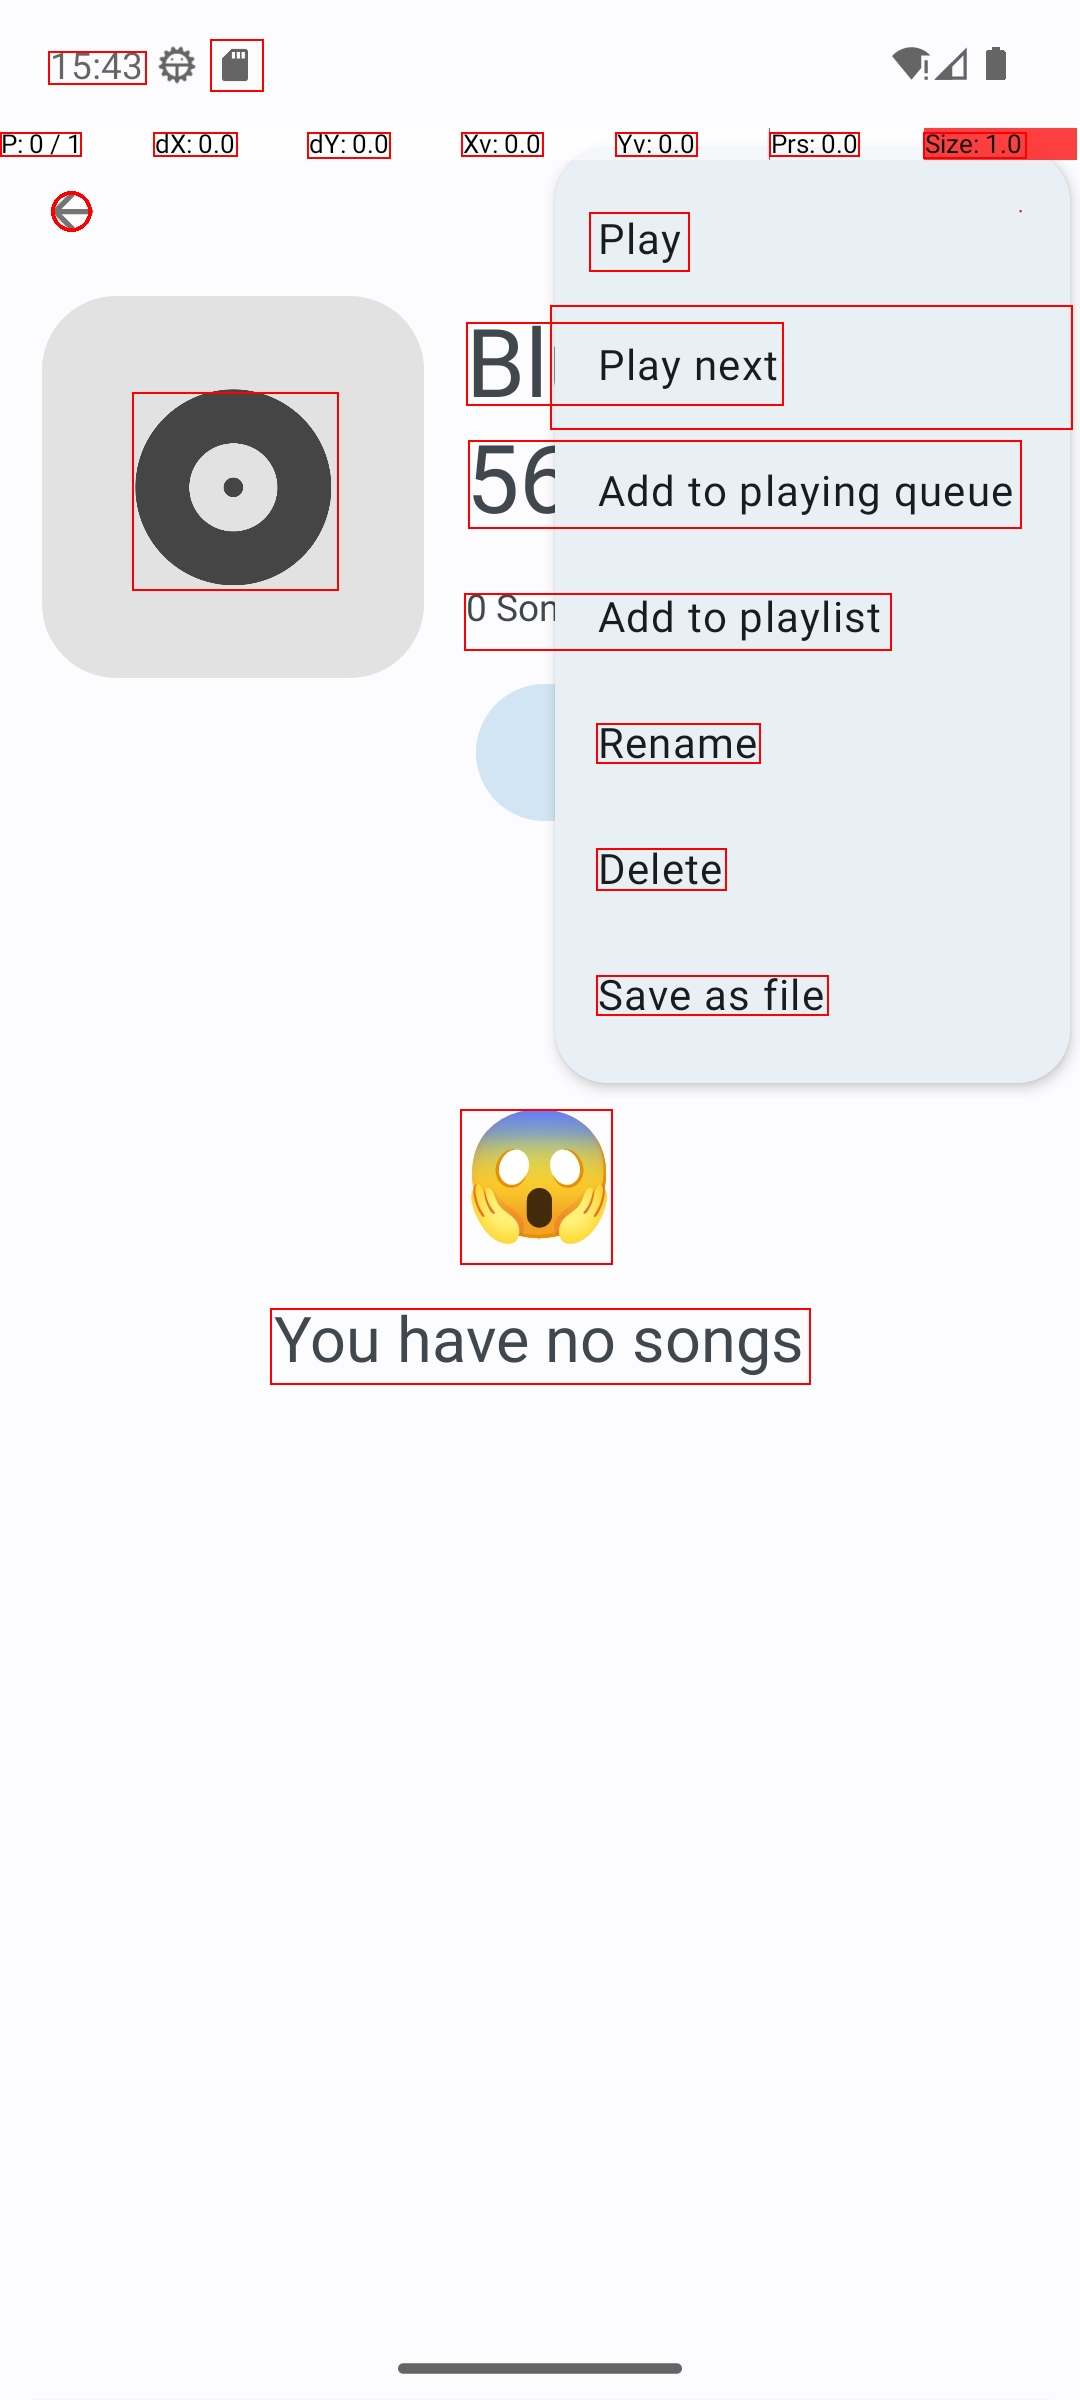 15:43
P: 0 / 1 dX: 0.0 dY: 0.0 Xv: 0.0 Yv: 0.0 Prs: 0.0 Size: 1.0
Play
Play next
56
Add to playing queue
0
Add to playlist
Rename
Delete
Save as file
You have no songs